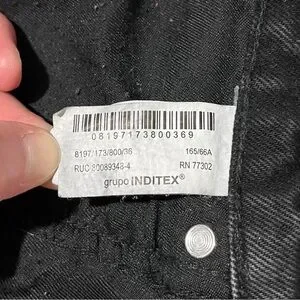 08197173800369
8197/173/800/36 165/66A
RUC 80089348-4 RN 77302
grupo INDITEX®